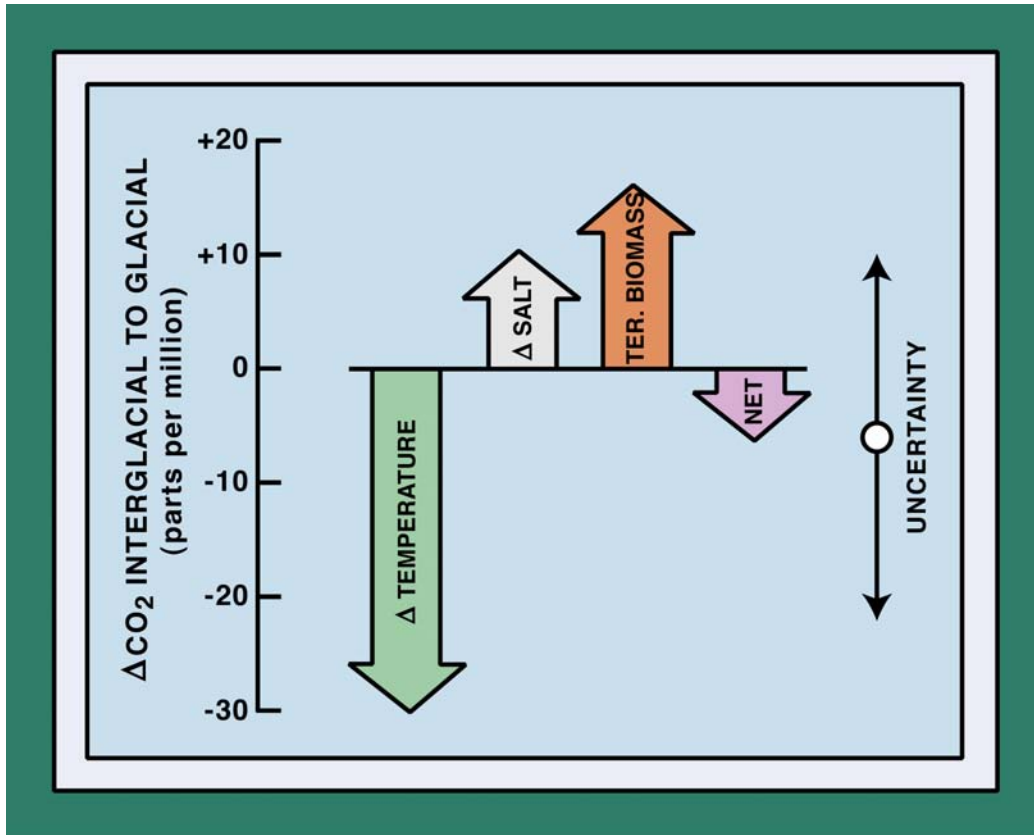 ΔCO₂ INTERGLACIAL TO GLACIAL
(parts per million)
+20
+10
0
-10
-20
-30
Δ TEMPERATURE
Δ SALT
TER. BIOMASS
NET
UNCERTAINTY